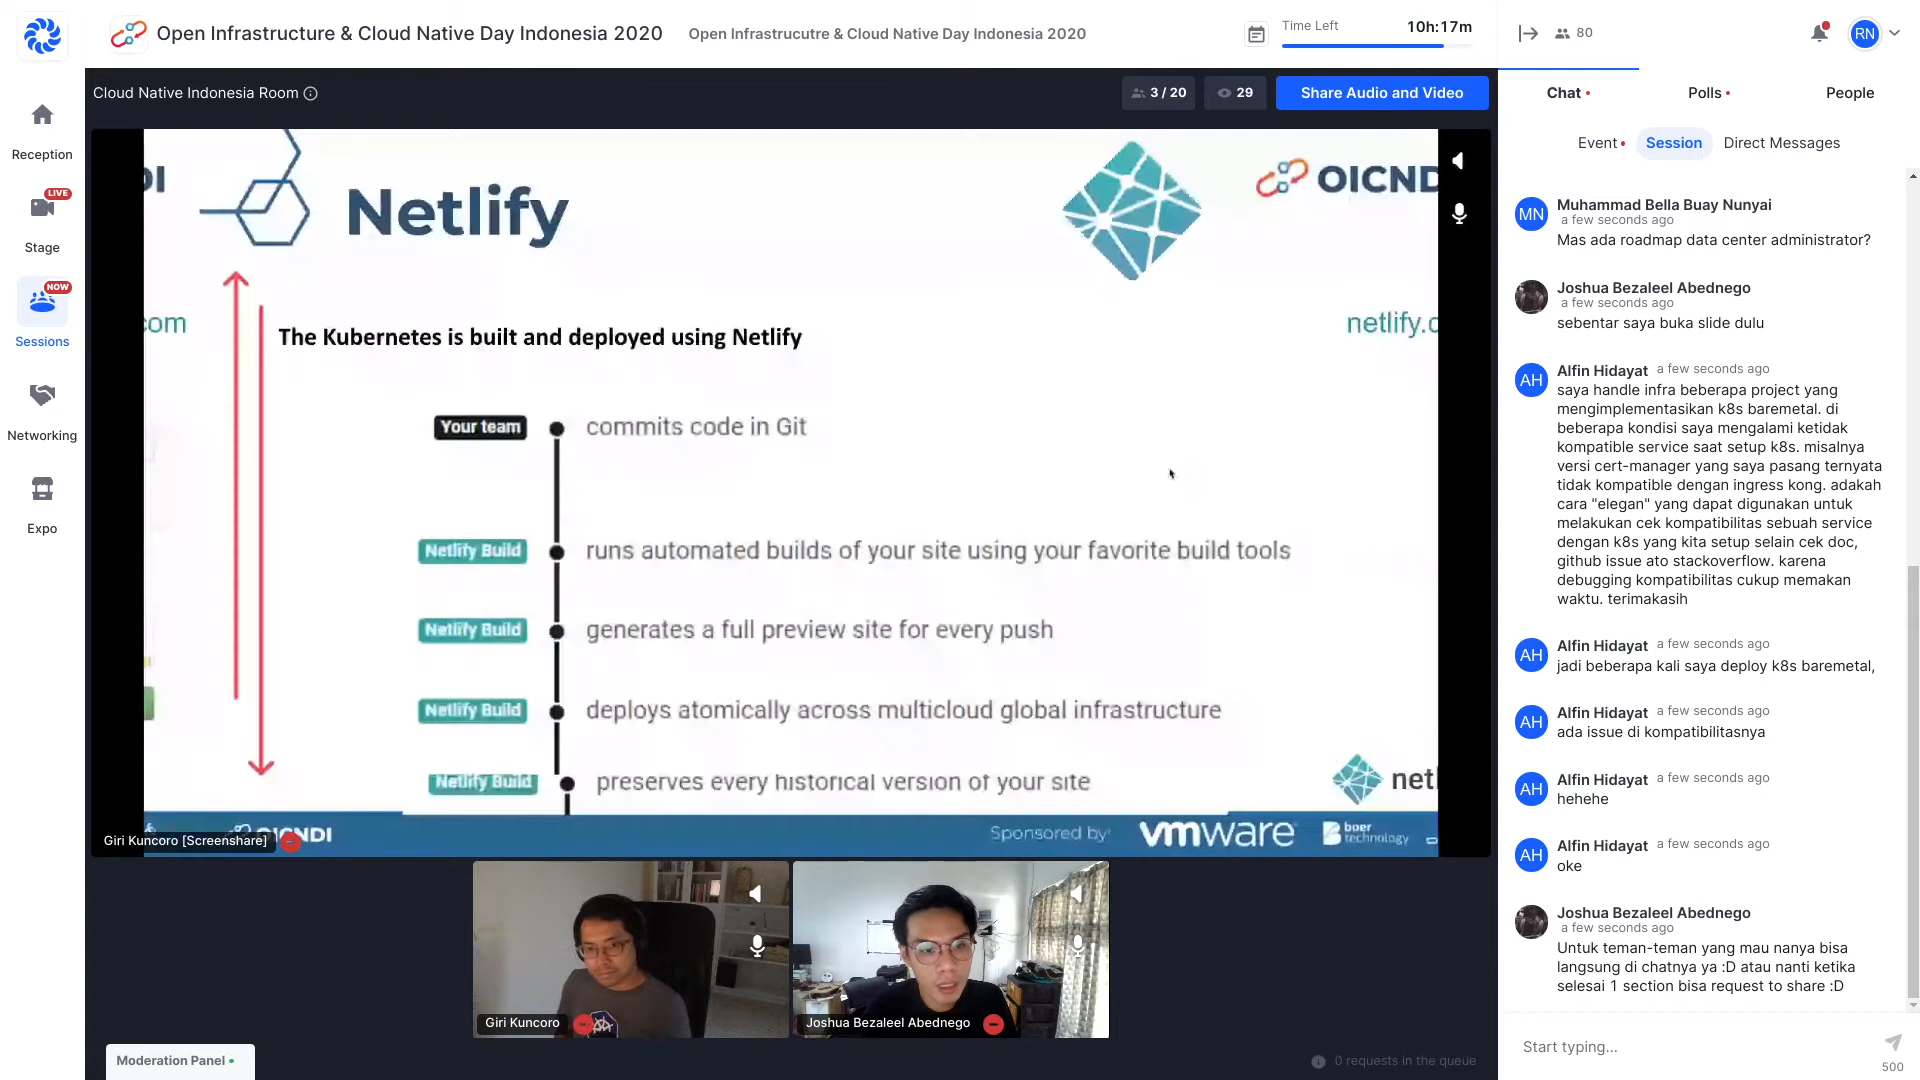 Open Infrastructure & Cloud Native Day Indonesia 2020
Open Infrastrucutre & Cloud Native Day Indonesia 2020
Time Left
10h:17m
80
RN
Reception
LIVE
Stage
NOW
Sessions
Networking
Expo
Cloud Native Indonesia Room
3 / 20
29
Share Audio and Video
DI
Netlify
OICND
com
netlify.c
The Kubernetes is built and deployed using Netlify
Your team
commits code in Git
Netlify Build
runs automated builds of your site using your favorite build tools
Netlify Build
generates a full preview site for every push
Netlify Build
deploys atomically across multicloud global infrastructure
Netlify Build
preserves every historical version of your site
netl
OICNDI
Sponsored by:
vmware
boer
technology
Giri Kuncoro [Screenshare]
Giri Kuncoro
Joshua Bezaleel Abednego
Moderation Panel
0 requests in the queue
Chat
Polls
People
Event
Session
Direct Messages
MN
Muhammad Bella Buay Nunyai
a few seconds ago
Mas ada roadmap data center administrator?
Joshua Bezaleel Abednego
a few seconds ago
sebentar saya buka slide dulu
AH
Alfin Hidayat a few seconds ago
saya handle infra beberapa project yang
mengimplementasikan k8s baremetal. di
beberapa kondisi saya mengalami ketidak
kompatible service saat setup k8s. misalnya
versi cert-manager yang saya pasang ternyata
tidak kompatible dengan ingress kong. adakah
cara "elegan" yang dapat digunakan untuk
melakukan cek kompatibilitas sebuah service
dengan k8s yang kita setup selain cek doc,
github issue ato stackoverflow. karena
debugging kompatibilitas cukup memakan
waktu. terimakasih
AH
Alfin Hidayat a few seconds ago
jadi beberapa kali saya deploy k8s baremetal,
AH
Alfin Hidayat a few seconds ago
ada issue di kompatibilitasnya
AH
Alfin Hidayat a few seconds ago
hehehe
AH
Alfin Hidayat a few seconds ago
oke
Joshua Bezaleel Abednego
a few seconds ago
Untuk teman-teman yang mau nanya bisa
langsung di chatnya ya :D atau nanti ketika
selesai 1 section bisa request to share :D
Start typing...
500